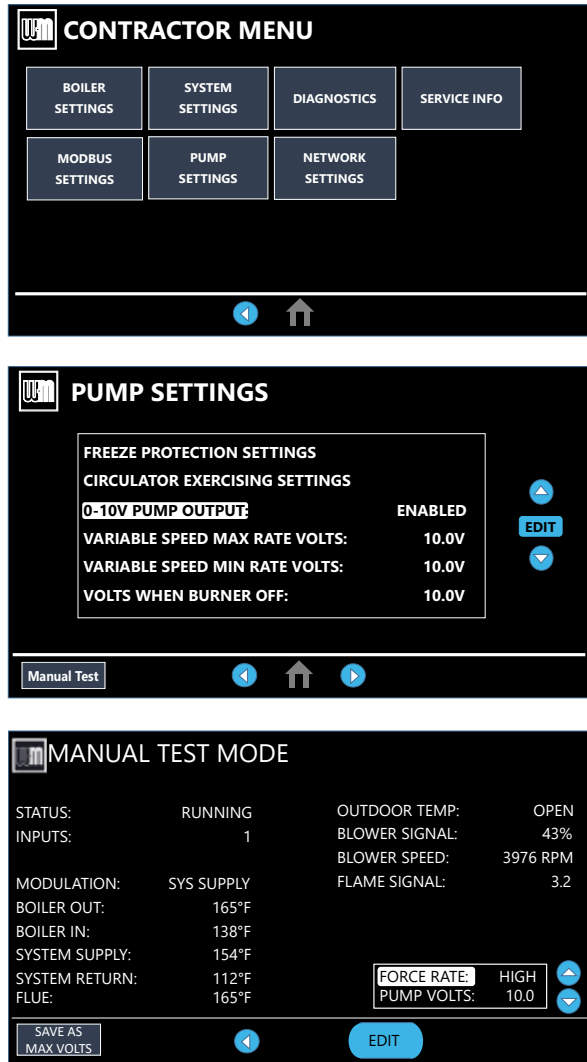 WM CONTRACTOR MENU
BOILER SETTINGS
SYSTEM SETTINGS
DIAGNOSTICS
SERVICE INFO
MODBUS SETTINGS
PUMP SETTINGS
NETWORK SETTINGS
WM PUMP SETTINGS
FREEZE PROTECTION SETTINGS
CIRCULATOR EXERCISING SETTINGS
0-10V PUMP OUTPUT: ENABLED
VARIABLE SPEED MAX RATE VOLTS: 10.0V
VARIABLE SPEED MIN RATE VOLTS: 10.0V
VOLTS WHEN BURNER OFF: 10.0V
EDIT
Manual Test
WM MANUAL TEST MODE
STATUS: RUNNING
INPUTS: 1
MODULATION: SYS SUPPLY
BOILER OUT: 165°F
BOILER IN: 138°F
SYSTEM SUPPLY: 154°F
SYSTEM RETURN: 112°F
FLUE: 165°F
OUTDOOR TEMP: OPEN
BLOWER SIGNAL: 43%
BLOWER SPEED: 3976 RPM
FLAME SIGNAL: 3.2
FORCE RATE: HIGH
PUMP VOLTS: 10.0
SAVE AS
MAX VOLTS
EDIT